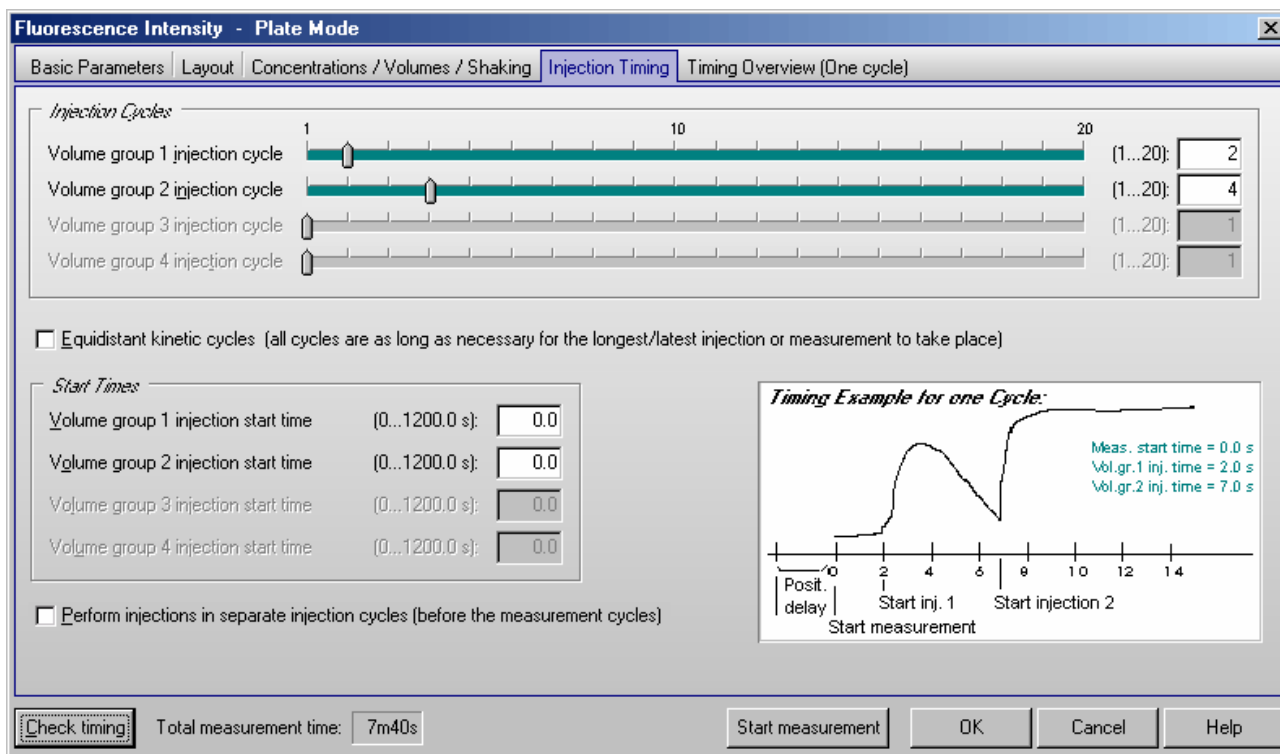 Fluorescence Intensity - Plate Mode
Basic Parameters Layout Concentrations / Volumes / Shaking Injection Timing Timing Overview (One cycle)
Injection Cycles
1 10 20
Volume group 1 injection cycle (1...20): 2
Volume group 2 injection cycle (1...20): 4
Volume group 3 injection cycle (1...20): 1
Volume group 4 injection cycle (1...20): 1
Equidistant kinetic cycles (all cycles are as long as necessary for the longest/latest injection or measurement to take place)
Start Times
Volume group 1 injection start time (0...1200.0 s): 0.0
Volume group 2 injection start time (0...1200.0 s): 0.0
Volume group 3 injection start time (0...1200.0 s): 0.0
Volume group 4 injection start time (0...1200.0 s): 0.0
Perform injections in separate injection cycles (before the measurement cycles)
Timing Example for one Cycle:
Meas. start time = 0.0 s
Vol.gr.1 inj. time = 2.0 s
Vol.gr.2 inj. time = 7.0 s
0 2 4 6 8 10 12 14
Posit.
delay
Start inj. 1 Start injection 2
Start measurement
Check timing Total measurement time: 7m40s Start measurement OK Cancel Help